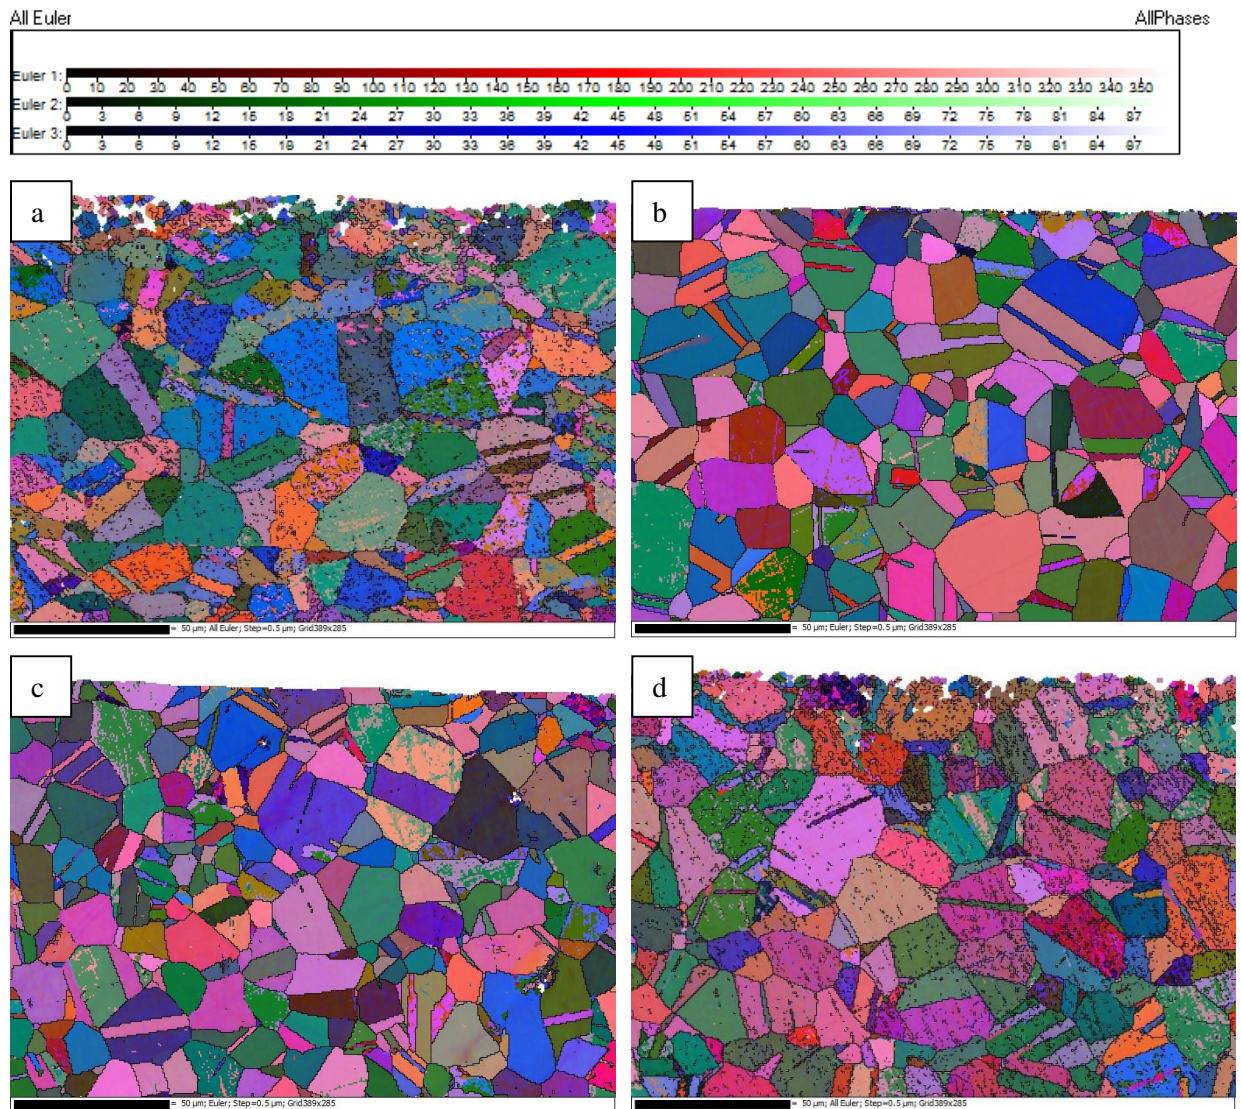 All Euler AllPhases
Euler 1:
0 10 20 30 40 50 60 70 80 90 100 110 120 130 140 150 160 170 180 190 200 210 220 230 240 250 260 270 280 290 300 310 320 330 340 350
Euler 2:
0 3 6 9 12 15 18 21 24 27 30 33 36 39 42 45 48 51 54 57 60 63 66 69 72 75 78 81 84 87
Euler 3:
0 3 6 9 12 15 18 21 24 27 30 33 36 39 42 45 48 51 54 57 60 63 66 69 72 75 78 81 84 87
a
b
= 50 µm; All Euler; Step=0.5 µm; Grid389x285
= 50 µm; Euler; Step=0.5 µm; Grid389x285
c
d
= 50 µm; Euler; Step=0.5 µm; Grid389x285
= 50 µm; All Euler; Step=0.5 µm; Grid389x285